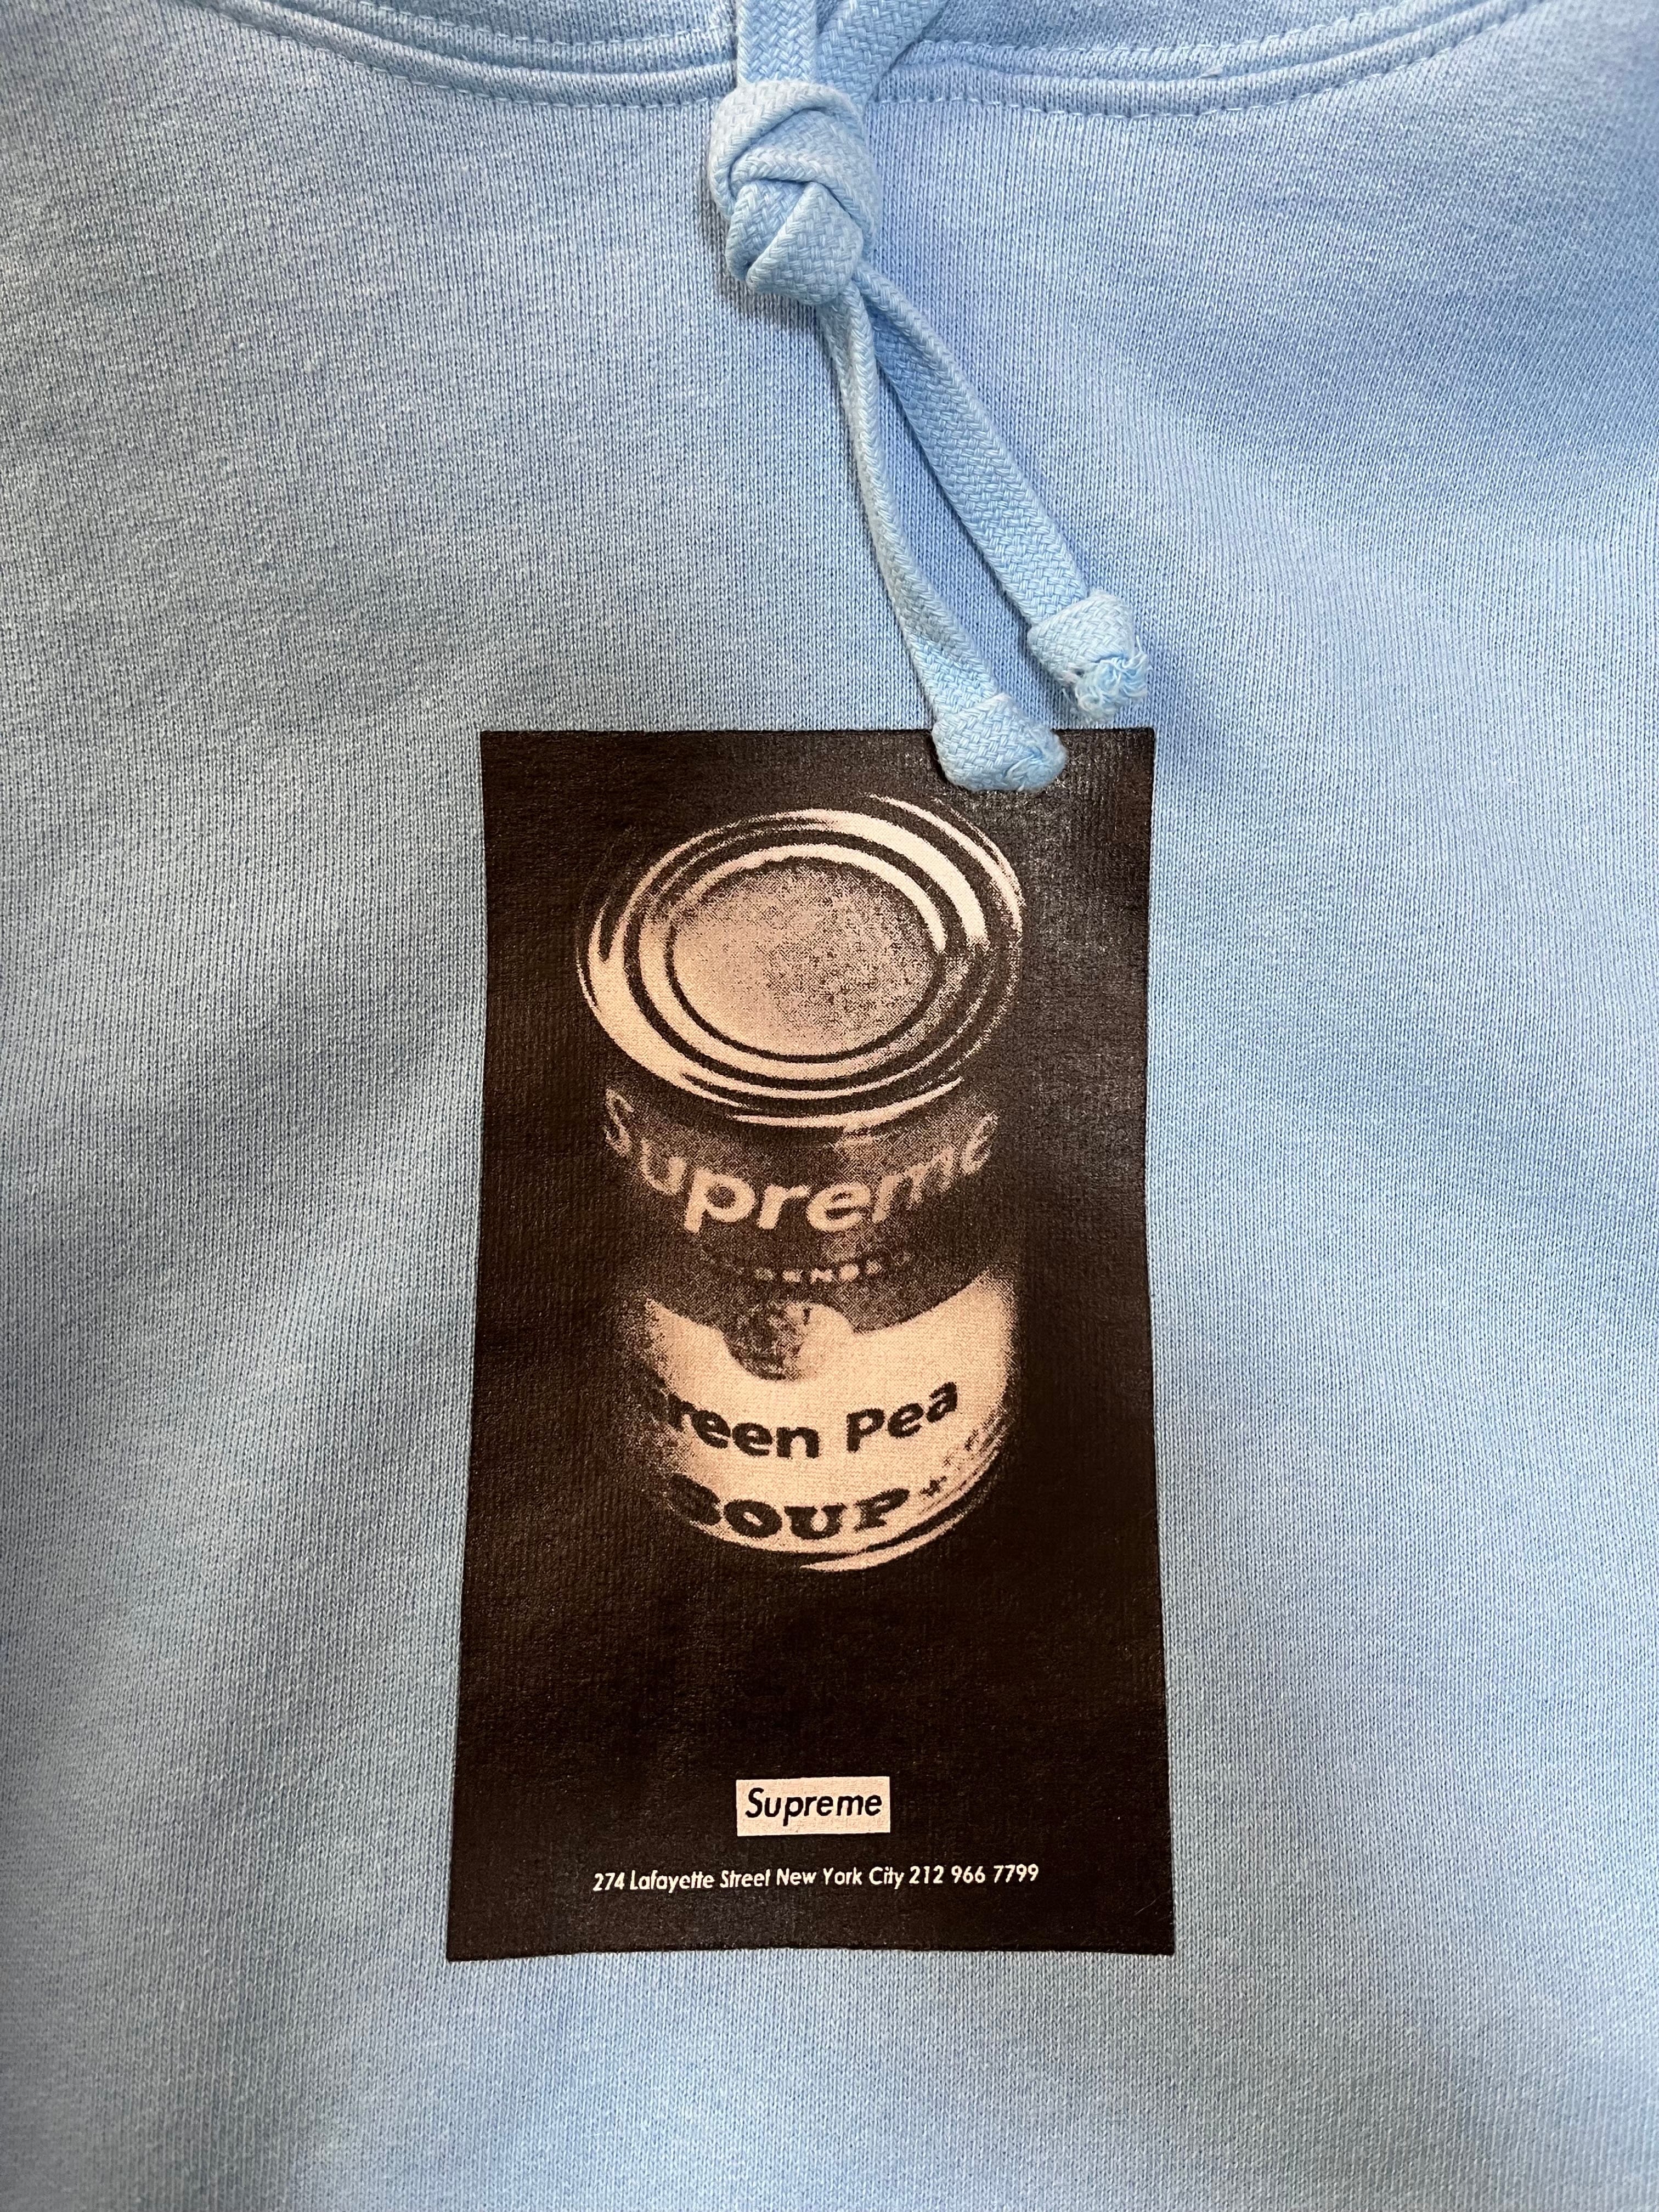 Supreme
Green Pea
SOUP
Supreme
274 Lafayette Street New York City 212 966 7799